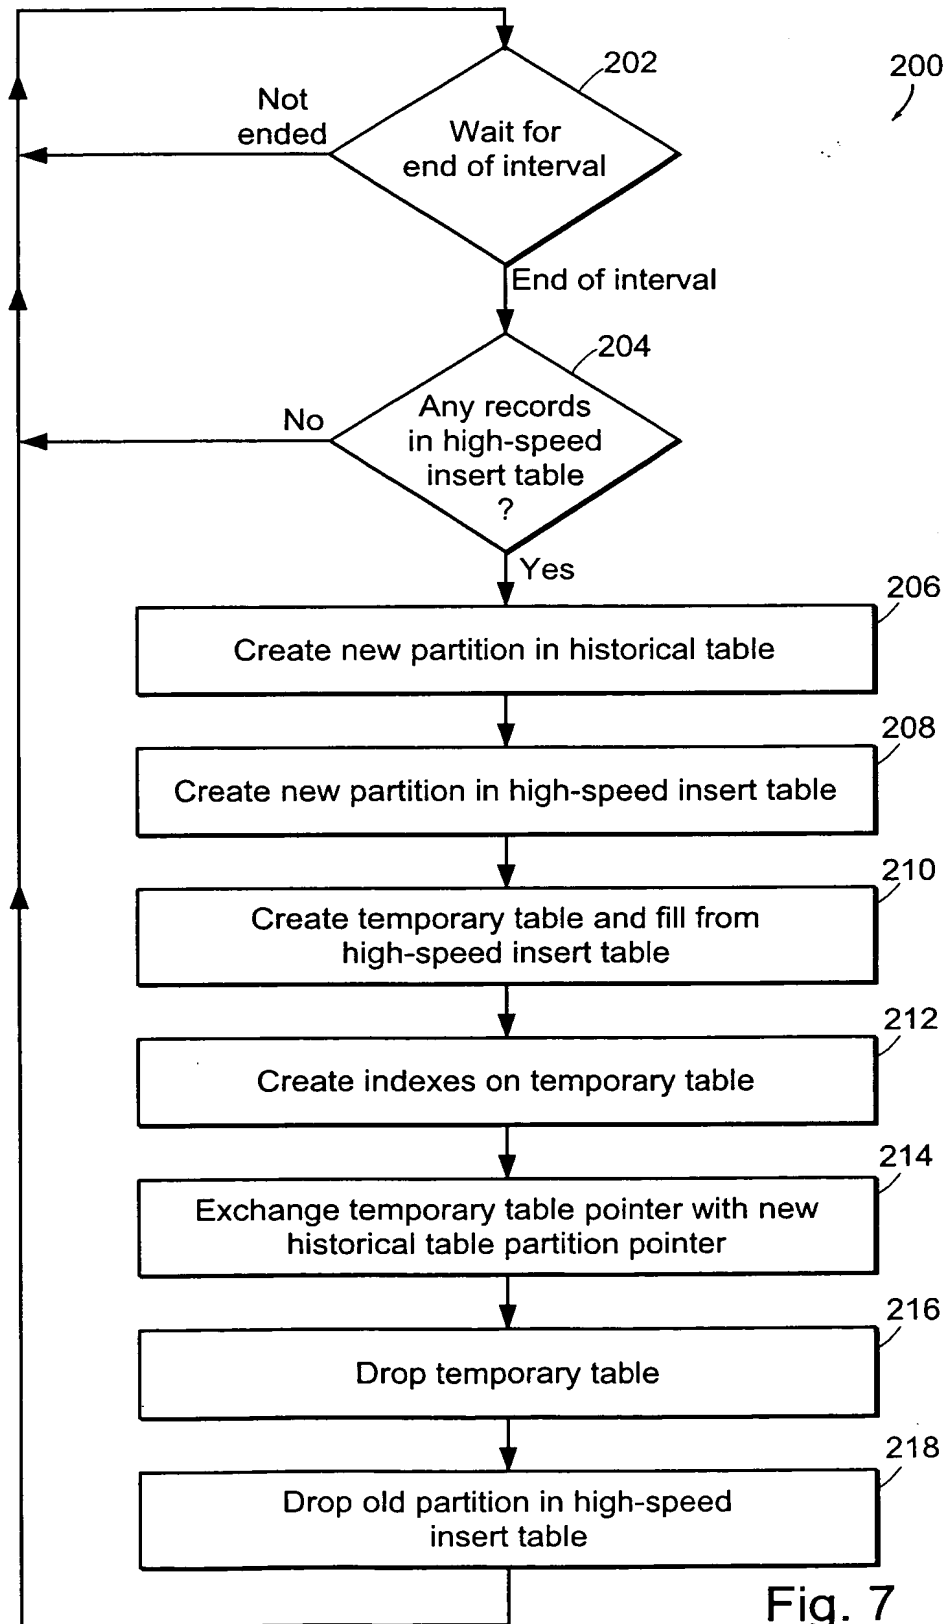 202
200
Not
ended
Wait for
end of interval
End of interval
204
No
Any records
in high-speed
insert table
?
Yes
206
Create new partition in historical table
208
Create new partition in high-speed insert table
210
Create temporary table and fill from
high-speed insert table
212
Create indexes on temporary table
214
Exchange temporary table pointer with new
historical table partition pointer
216
Drop temporary table
218
Drop old partition in high-speed
insert table
Fig. 7